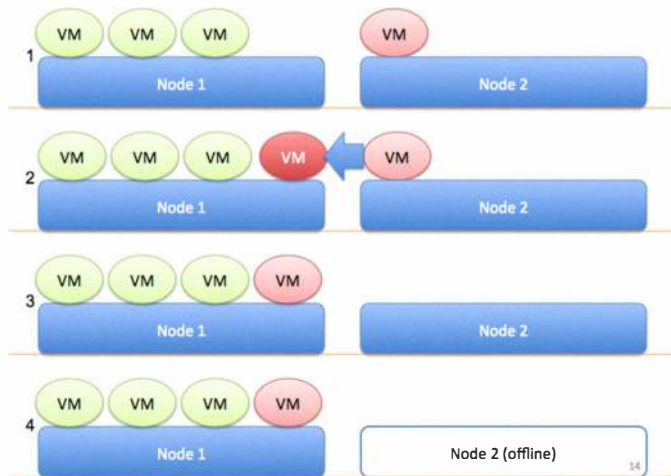 VM VM VM VM
1
Node 1 Node 2
VM VM VM VM VM
2
Node 1 Node 2
VM VM VM VM
3
Node 1 Node 2
VM VM VM VM
4
Node 1 Node 2 (offline)
14